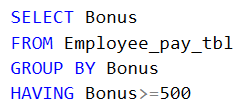 SELECT Bonus
FROM Employee_pay_tbl
GROUP BY Bonus
HAVING Bonus>=500